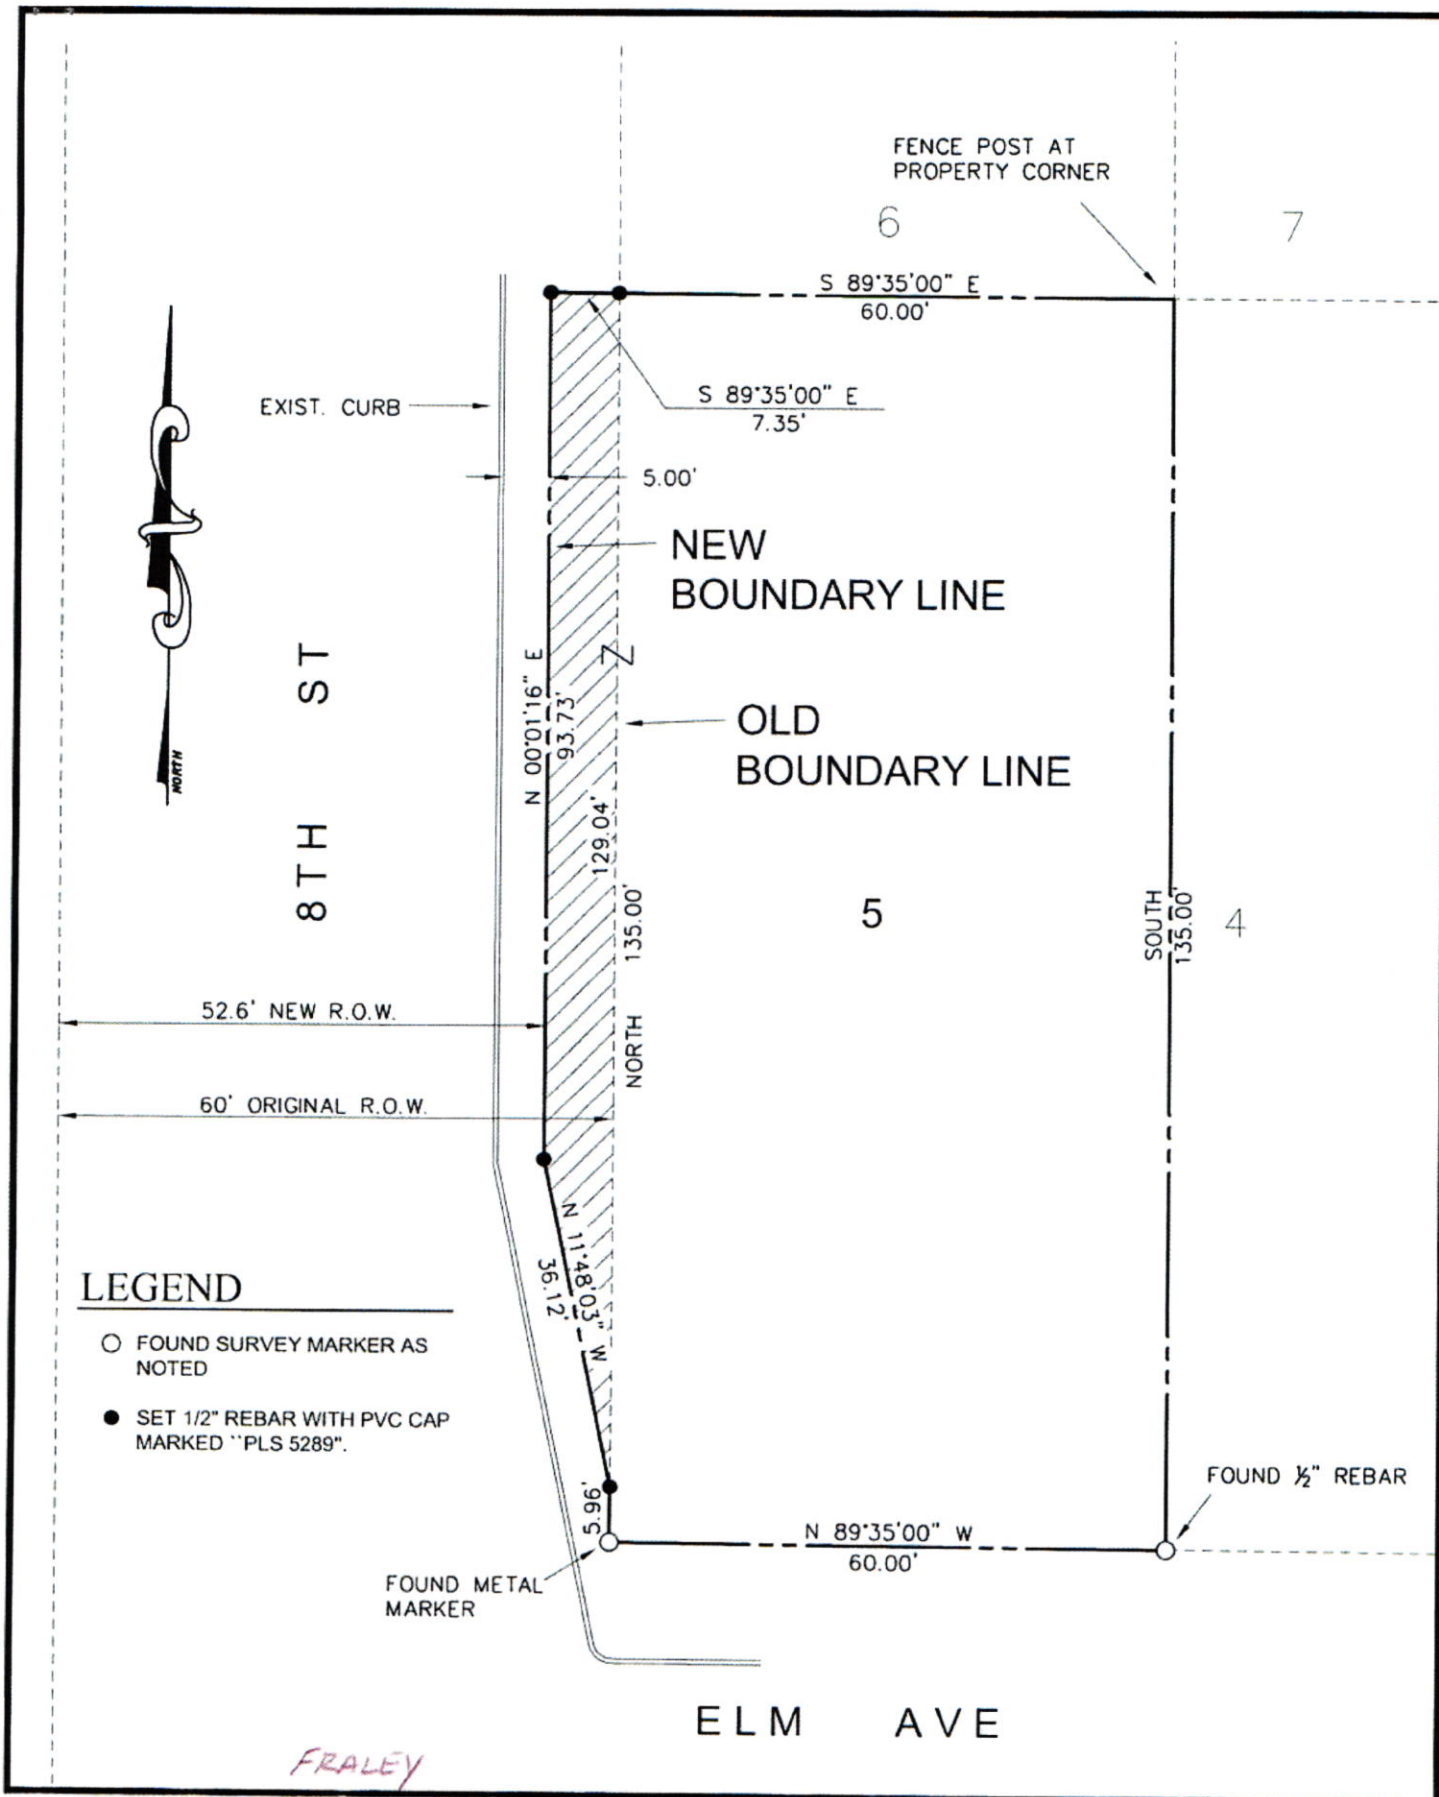 FENCE POST AT
PROPERTY CORNER
6
7
S 89°35'00" E
60.00'
EXIST. CURB
S 89°35'00" E
7.35'
5.00'
NEW
BOUNDARY LINE
N 00°01'16" E
93.73'
Z
OLD
BOUNDARY LINE
8TH ST
NORTH
129.04'
NORTH 135.00'
5
SOUTH
135.00'
4
52.6' NEW R.O.W.
60' ORIGINAL R.O.W.
N 11°48'03" W
36.12'
LEGEND
FOUND SURVEY MARKER AS
NOTED
SET 1/2" REBAR WITH PVC CAP
MARKED ``PLS 5289".
5.96'
FOUND ½" REBAR
N 89°35'00" W
60.00'
FOUND METAL
MARKER
ELM AVE
FRALEY